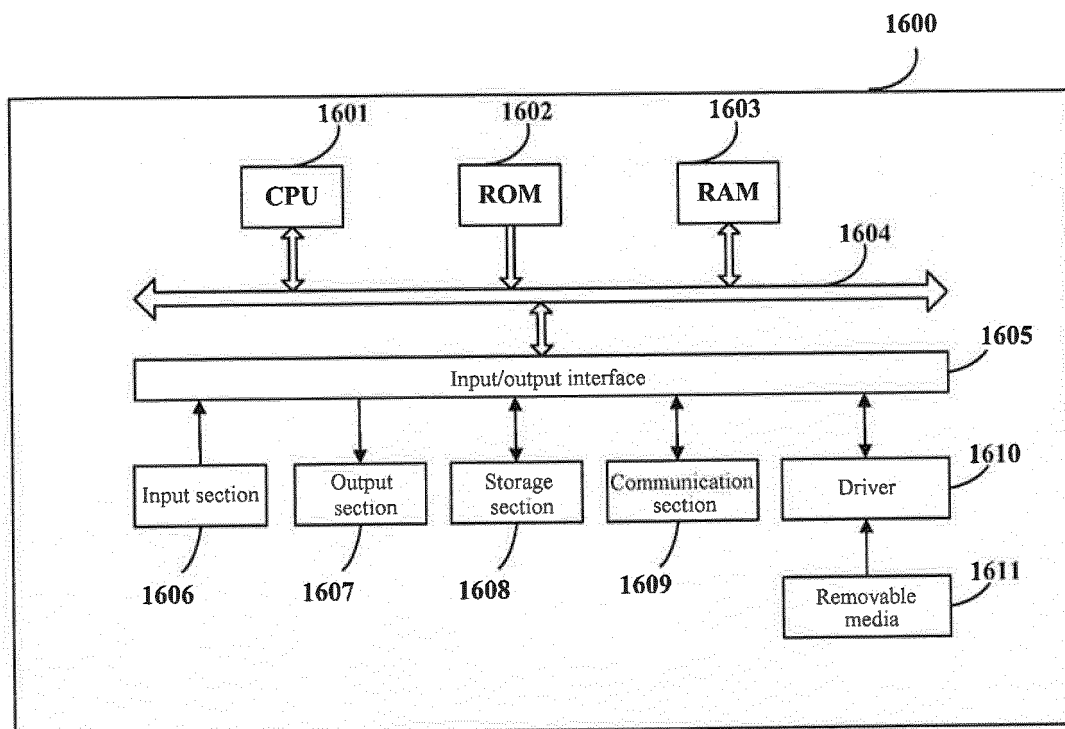 1600
1601
1602
1603
CPU
ROM
RAM
1604
1605
Input/output interface
Input section
Output
section
Storage
section
Communication
section
Driver
1610
1606
1607
1608
1609
1611
Removable
media